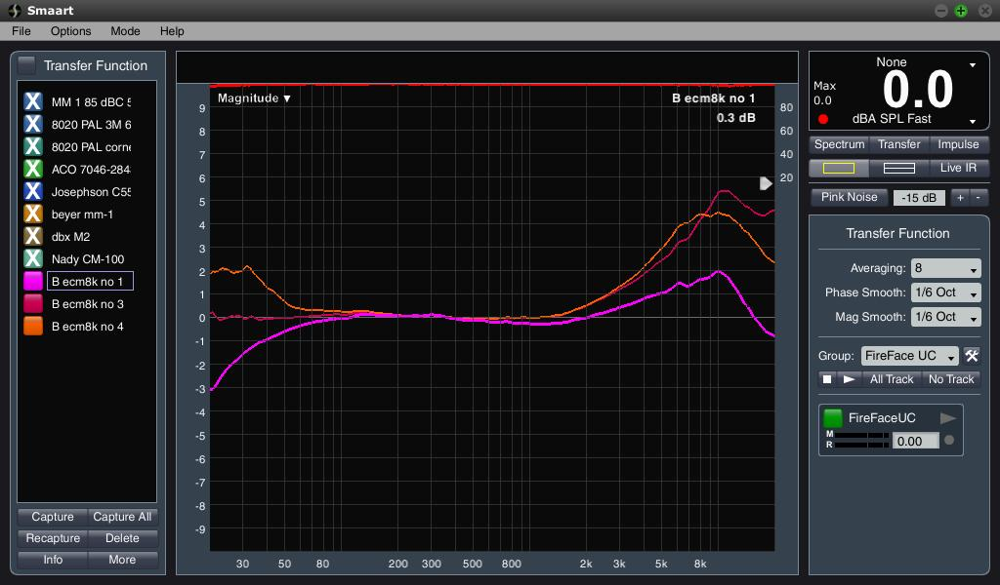 Smaart
File Options Mode Help
Transfer Function
MM 1 85 dBC
8020 PAL 3M 6
8020 PAL corne
ACO 7046-284
Josephson C55
beyer mm-1
dbx M2
Nady CM-100
B ecm8k no 1
B ecm8k no 3
B ecm8k no 4
Capture Capture All
Recapture Delete
Info More
Magnitude ▼
B ecm8k no 1
0.3 dB
9
8
7
6
5
4
3
2
1
0
-1
-2
-3
-4
-5
-6
-7
-8
-9
80
60
40
20
30 50 80 200 300 500 800 2k 3k 5k 8k
None
Max
0.0
0.0
dBA SPL Fast
Spectrum Transfer Impulse
Live IR
Pink Noise -15 dB + -
Transfer Function
Averaging: 8
Phase Smooth: 1/6 Oct
Mag Smooth: 1/6 Oct
Group: FireFace UC
All Track No Track
FireFaceUC
M
R
0.00